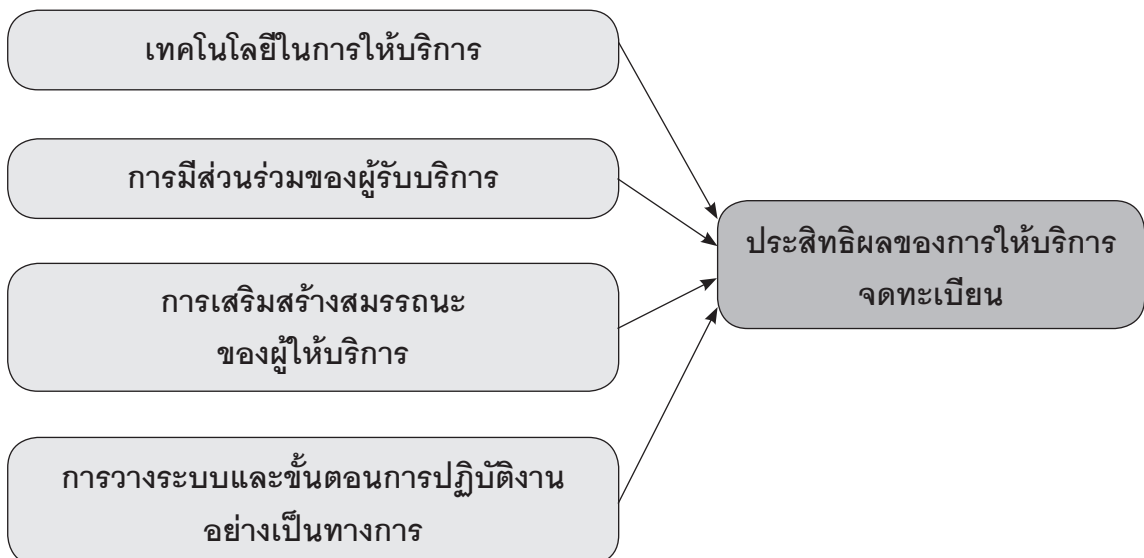 เทคโนโลยีในการให้บริการ
การมีส่วนร่วมของผู้รับบริการ
การเสริมสร้างสมรรถนะ
ของผู้ให้บริการ
การวางระบบและขั้นตอนการปฏิบัติงาน
อย่างเป็นทางการ
ประสิทธิผลของการให้บริการ
จดทะเบียน